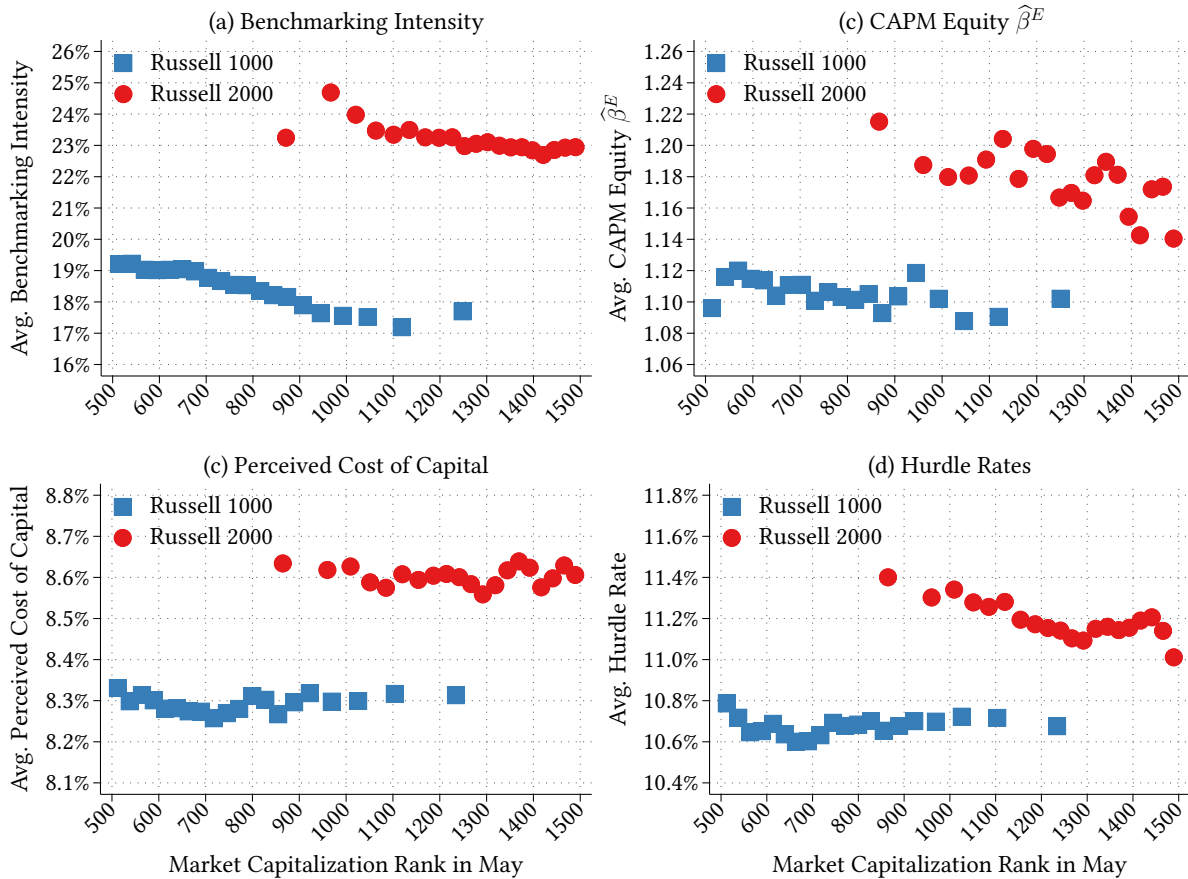 (a) Benchmarking Intensity
Avg. Benchmarking Intensity
26%
25%
24%
23%
22%
21%
20%
19%
18%
17%
16%
Russell 1000
Russell 2000
500 600 700 800 900 1000 1100 1200 1300 1400 1500
(c) CAPM Equity β̂ᴱ
Avg. CAPM Equity β̂ᴱ
1.26
1.24
1.22
1.20
1.18
1.16
1.14
1.12
1.10
1.08
1.06
Russell 1000
Russell 2000
500 600 700 800 900 1000 1100 1200 1300 1400 1500
(c) Perceived Cost of Capital
Avg. Perceived Cost of Capital
8.8%
8.7%
8.6%
8.5%
8.4%
8.3%
8.2%
8.1%
Russell 1000
Russell 2000
500 600 700 800 900 1000 1100 1200 1300 1400 1500
Market Capitalization Rank in May
(d) Hurdle Rates
Avg. Hurdle Rate
11.8%
11.6%
11.4%
11.2%
11.0%
10.8%
10.6%
10.4%
Russell 1000
Russell 2000
500 600 700 800 900 1000 1100 1200 1300 1400 1500
Market Capitalization Rank in May